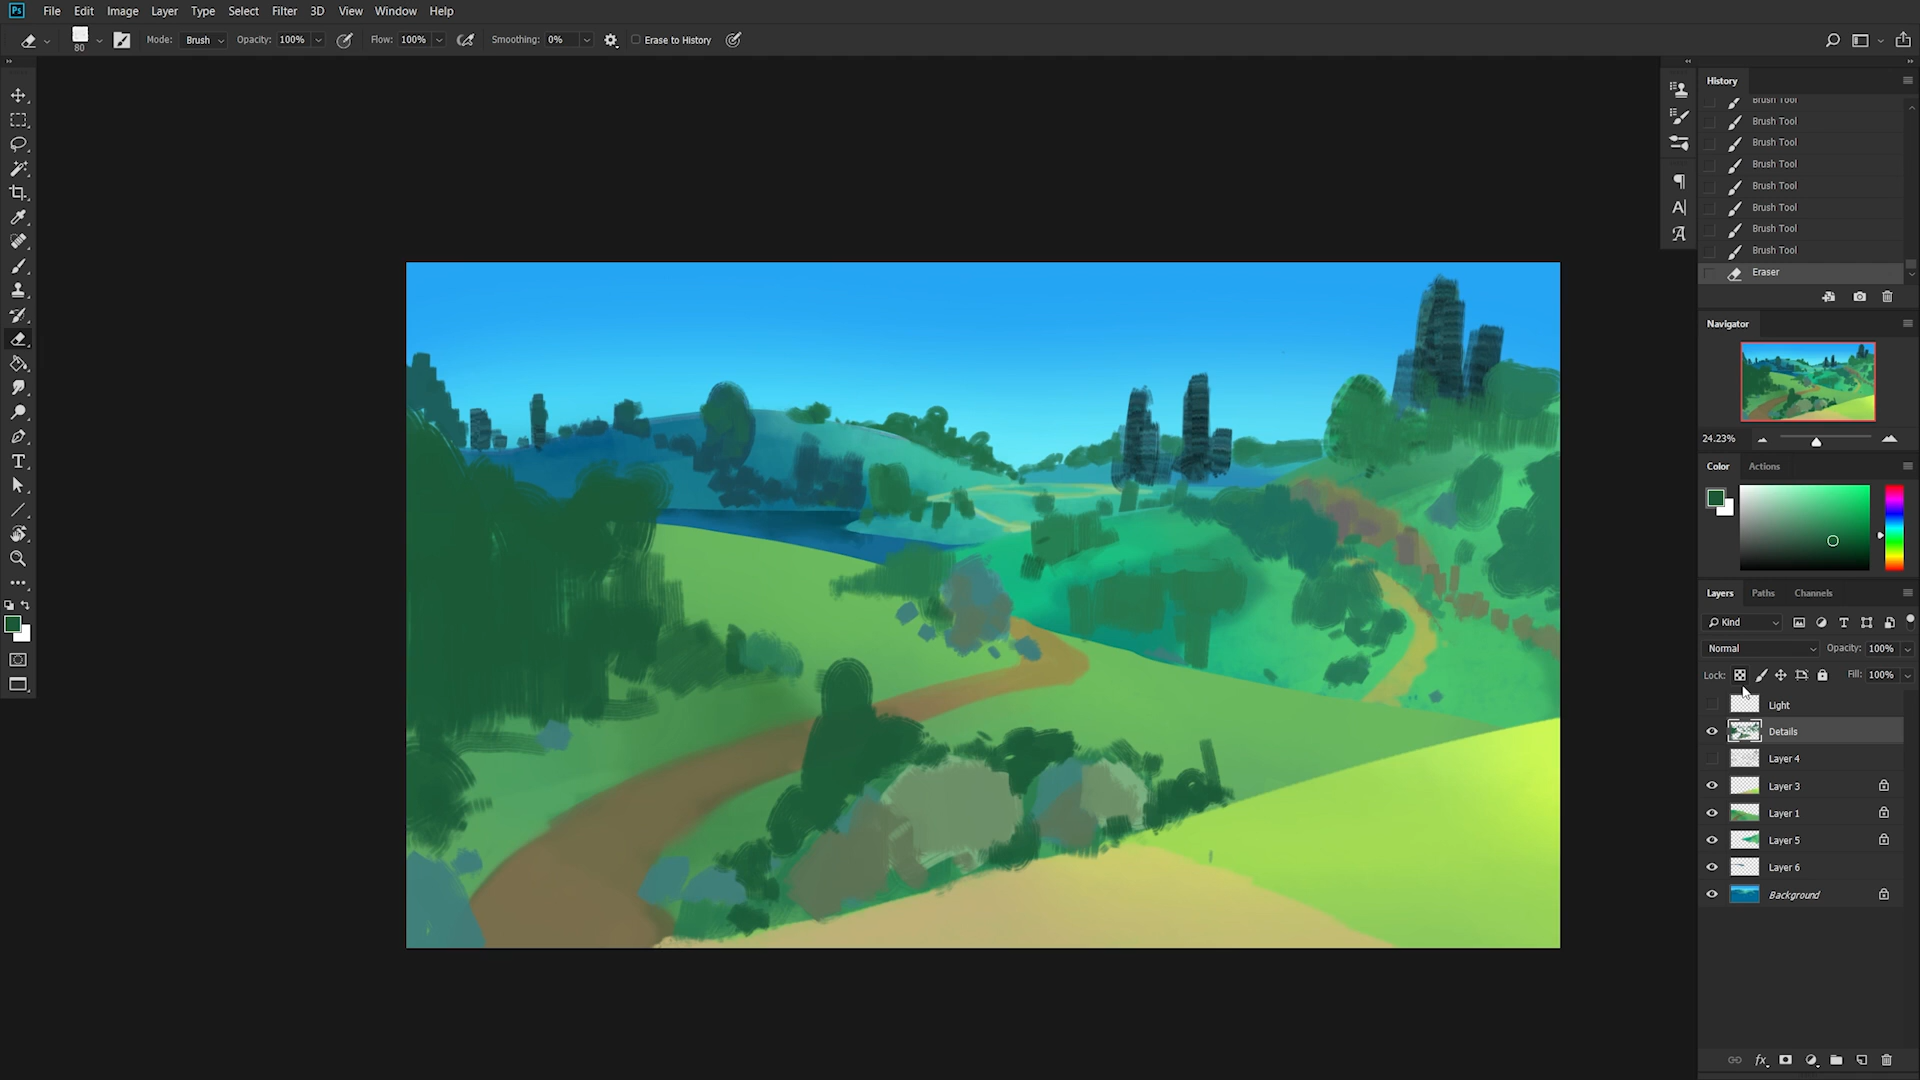 Ps File Edit Image Layer Type Select Filter 3D View Window Help
80 Mode: Brush Opacity: 100% Flow: 100% Smoothing: 0% Erase to History
History
Brush Tool
Brush Tool
Brush Tool
Brush Tool
Brush Tool
Brush Tool
Brush Tool
Brush Tool
Eraser
Navigator
24.23%
Color Actions
Layers Paths Channels
Kind
Normal Opacity: 100%
Lock: Fill: 100%
Light
Details
Layer 4
Layer 3
Layer 1
Layer 5
Layer 6
Background